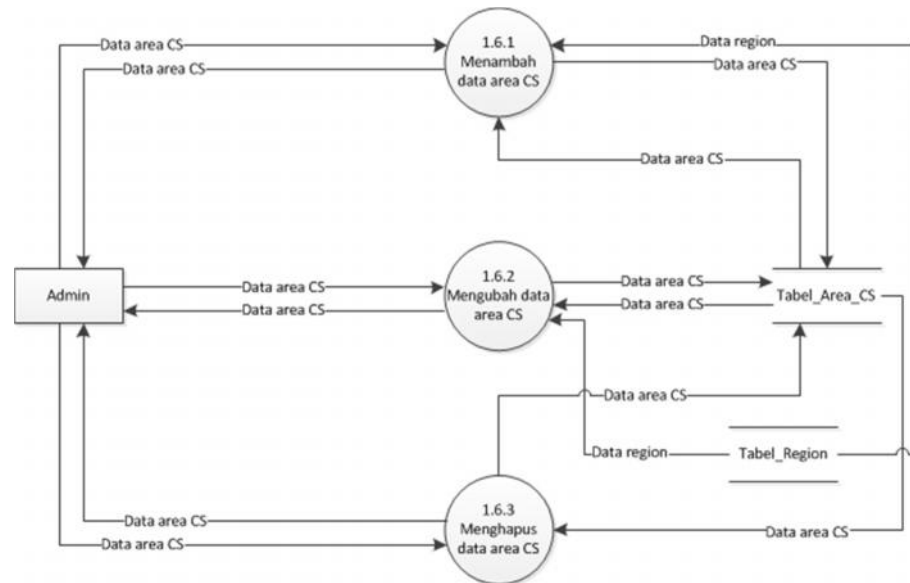 Data area CS
1.6.1
Menambah
data area CS
Data region
Data area CS
Data area CS
Data area CS
Admin
Data area CS
Data area CS
1.6.2
Mengubah data
area CS
Data area CS
Data area CS
Tabel_Area_CS
Data area CS
Data region
Tabel_Region
Data area CS
Data area CS
1.6.3
Menghapus
data area CS
Data area CS